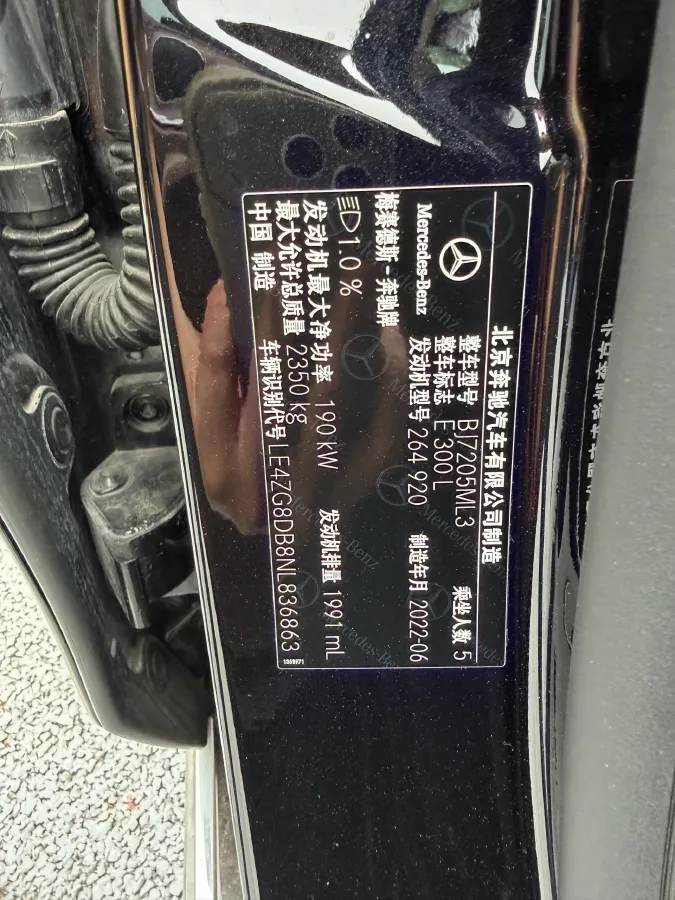 北京奔驰汽车有限公司制造
Mercedes-Benz
整车型号 BJ7205ML3 乘坐人数 5
整车标志 E 300 L
梅赛德斯-奔驰牌 发动机型号 264 920 制造年月 2022-06
1.0 %
发动机最大净功率 190 kW 发动机排量 1991 mL
最大允许总质量 2350 kg
中国 制造 车辆识别代号 LE4ZG8DB8NL836863